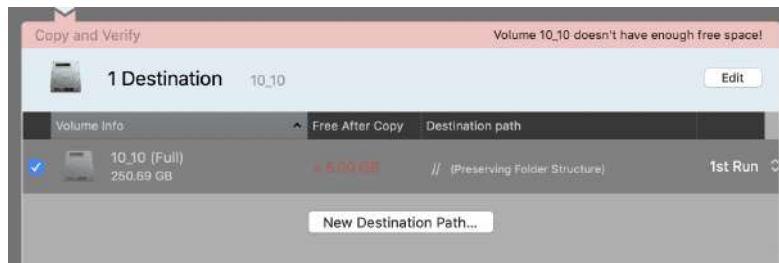 Copy and Verify
Volume 10_10 doesn't have enough free space!
1 Destination 10_10
Edit
Volume Info Free After Copy Destination path
10_10 (Full)
250.69 GB
// (Preserving Folder Structure)
1st Run
New Destination Path...